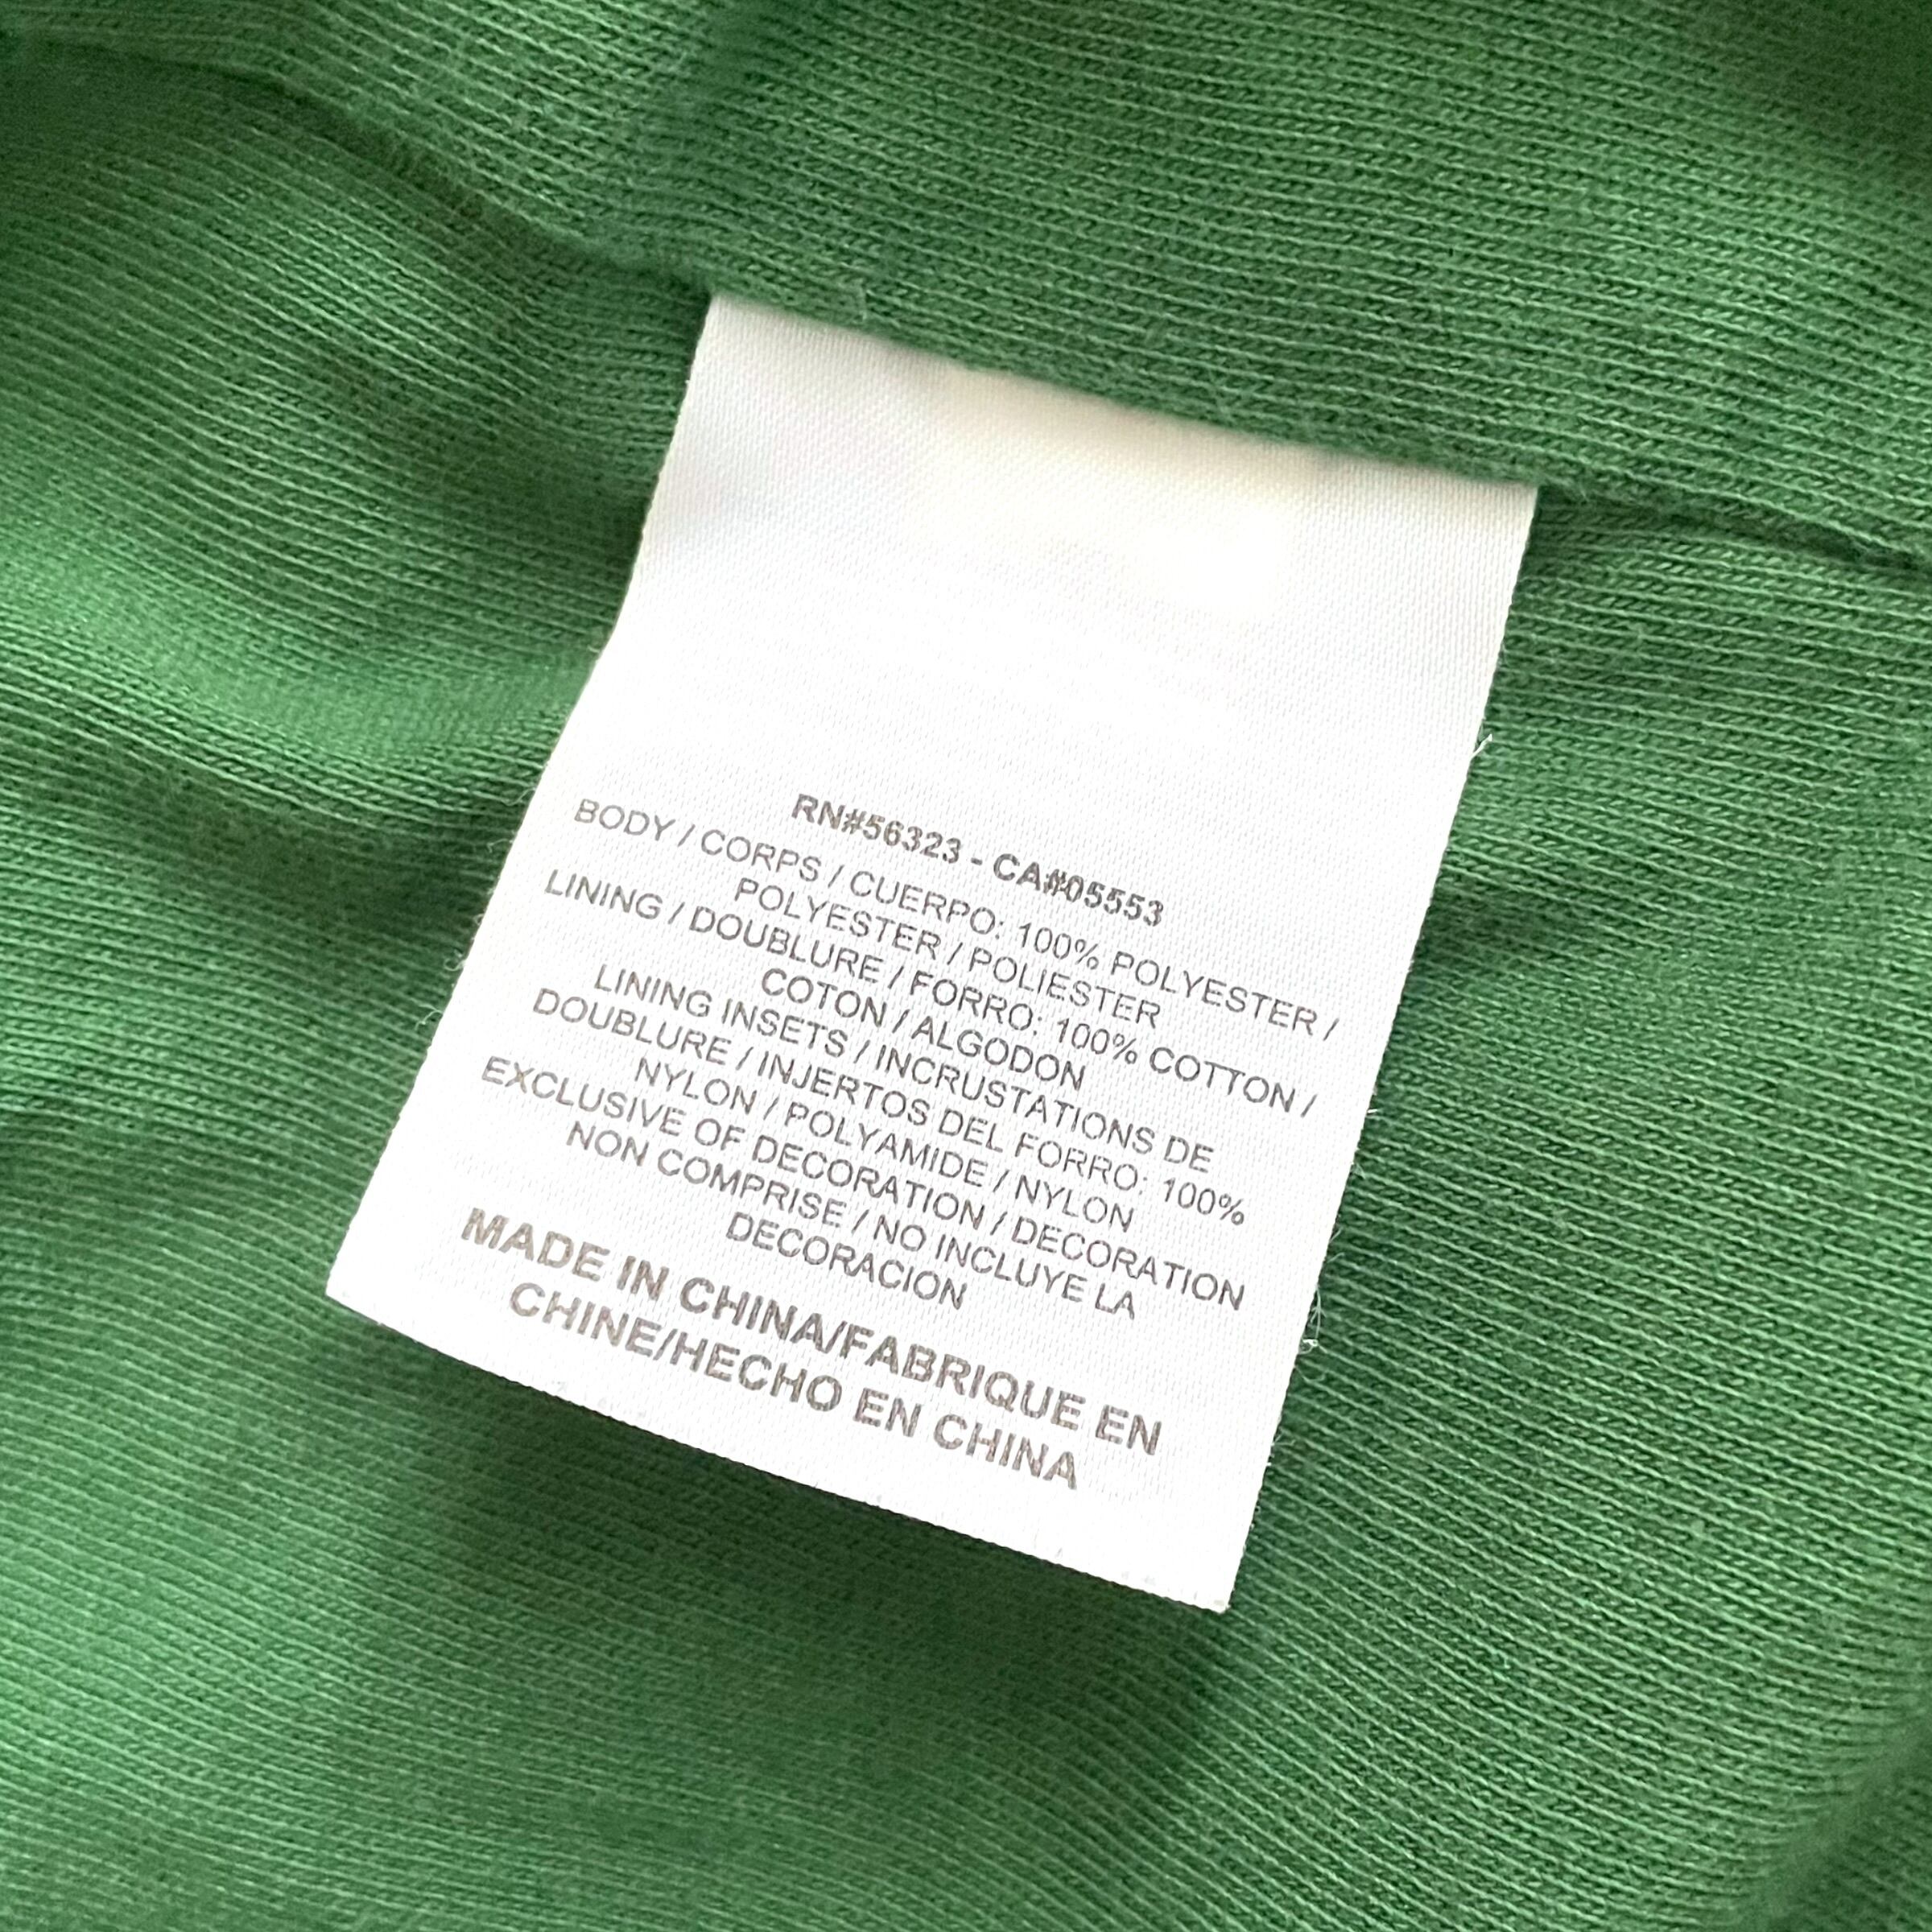 RN#56323 - CA#05553
BODY / CORPS / CUERPO: 100% POLYESTER /
POLYESTER / POLIESTER
LINING / DOUBLURE / FORRO: 100% COTTON /
COTON / ALGODON
LINING INSETS / INCRUSTATIONS DE
DOUBLURE / INJERTOS DEL FORRO: 100%
NYLON / POLYAMIDE / NYLON
EXCLUSIVE OF DECORATION / DECORATION
NON COMPRISE / NO INCLUYE LA
DECORACION
MADE IN CHINA/FABRIQUE EN
CHINE/HECHO EN CHINA